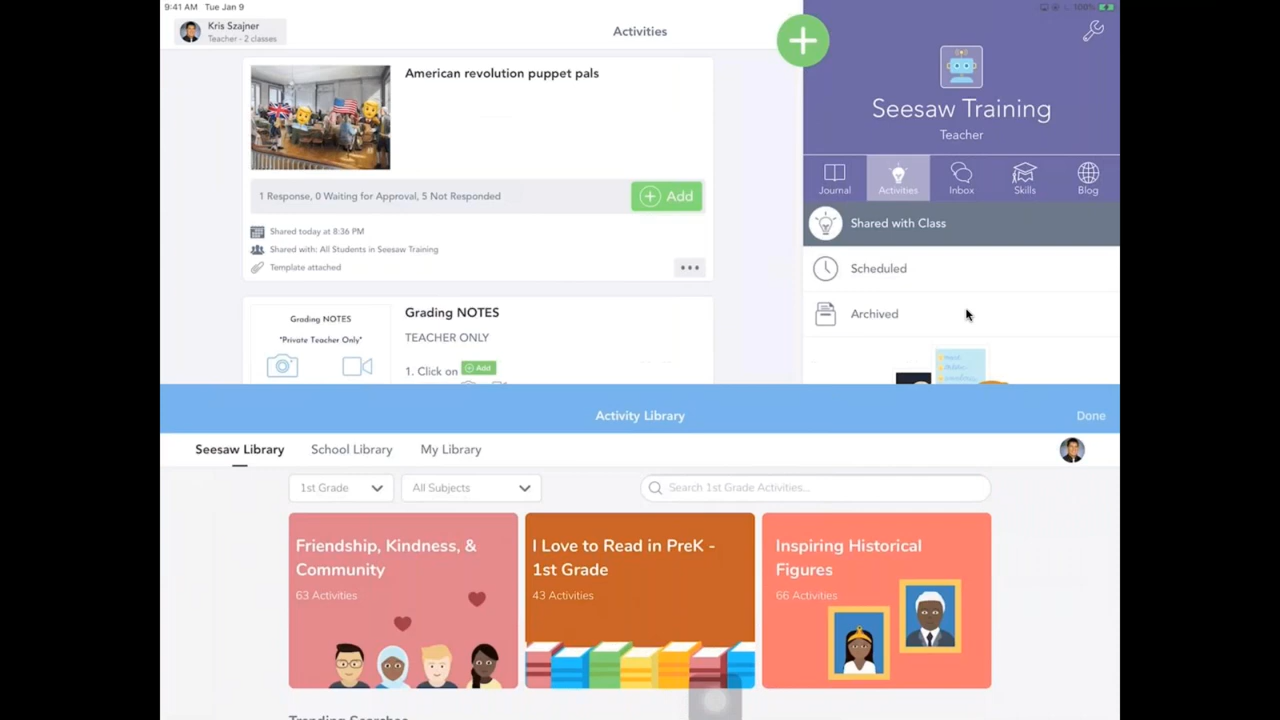 9:41 AM Tue Jan 9
100%
Kris Szajner
Teacher - 2 classes
Activities
American revolution puppet pals
1 Response, 0 Waiting for Approval, 5 Not Responded
Add
Shared today at 8:36 PM
Shared with: All Students in Seesaw Training
Template attached
Grading NOTES
*Private Teacher Only*
Grading NOTES
TEACHER ONLY
1. Click on Add
Seesaw Training
Teacher
Journal
Activities
Inbox
Skills
Blog
Shared with Class
Scheduled
Archived
Activity Library
Done
Seesaw Library
School Library
My Library
1st Grade
All Subjects
Search 1st Grade Activities...
Friendship, Kindness, &
Community
63 Activities
I Love to Read in PreK -
1st Grade
43 Activities
Inspiring Historical
Figures
66 Activities
Trending Searches